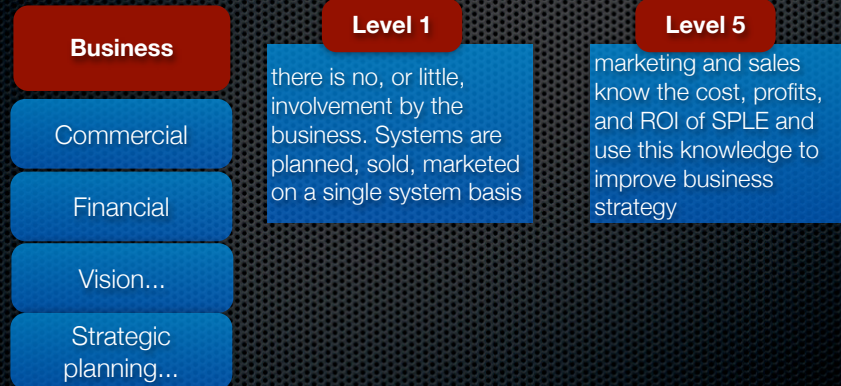 Business
Commercial
Financial
Vision...
Strategic
planning...
Level 1
there is no, or little,
involvement by the
business. Systems are
planned, sold, marketed
on a single system basis
Level 5
marketing and sales
know the cost, profits,
and ROI of SPLE and
use this knowledge to
improve business
strategy